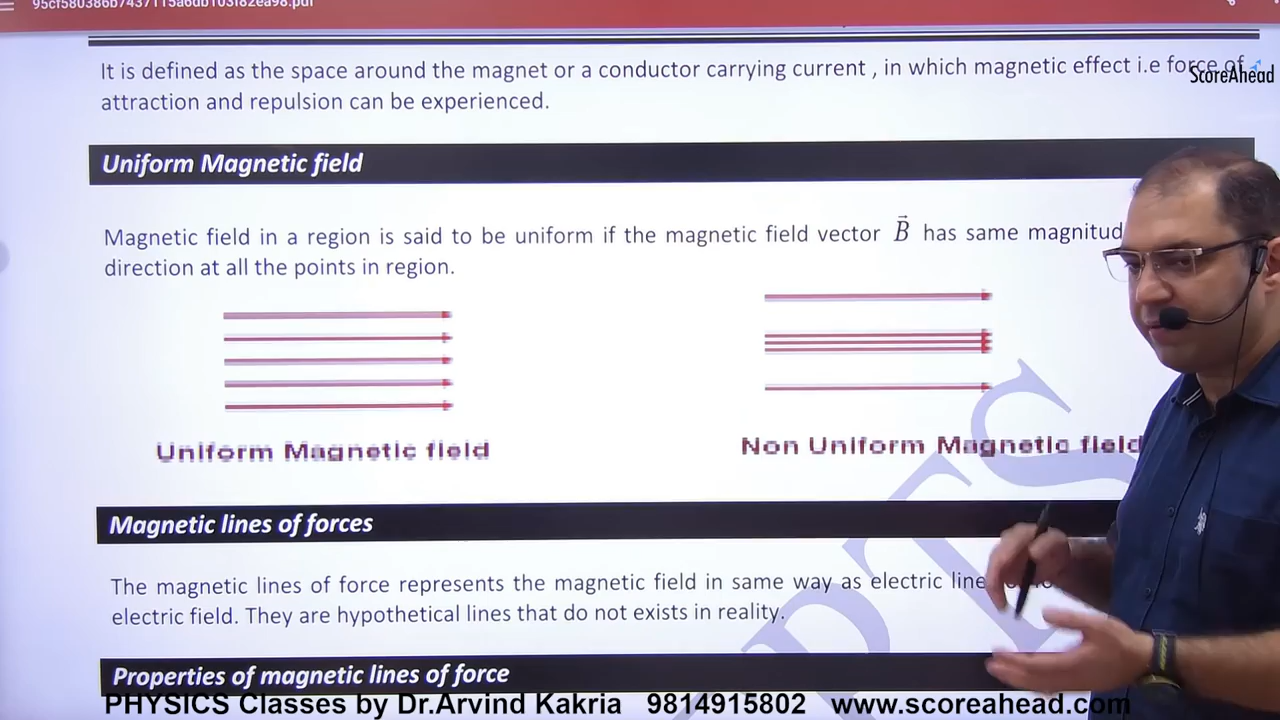 95cf580386b7437115a6db103f82ea98.pdf
It is defined as the space around the magnet or a conductor carrying current , in which magnetic effect i.e force of
ScoreAhead
attraction and repulsion can be experienced.
Uniform Magnetic field
Magnetic field in a region is said to be uniform if the magnetic field vector B⃗ has same magnitud
direction at all the points in region.
Uniform Magnetic field
Non Uniform Magnetic field
Magnetic lines of forces
The magnetic lines of force represents the magnetic field in same way as electric line
electric field. They are hypothetical lines that do not exists in reality.
Properties of magnetic lines of force
PTS
PHYSICS Classes by Dr.Arvind Kakria 9814915802 www.scoreahead.com